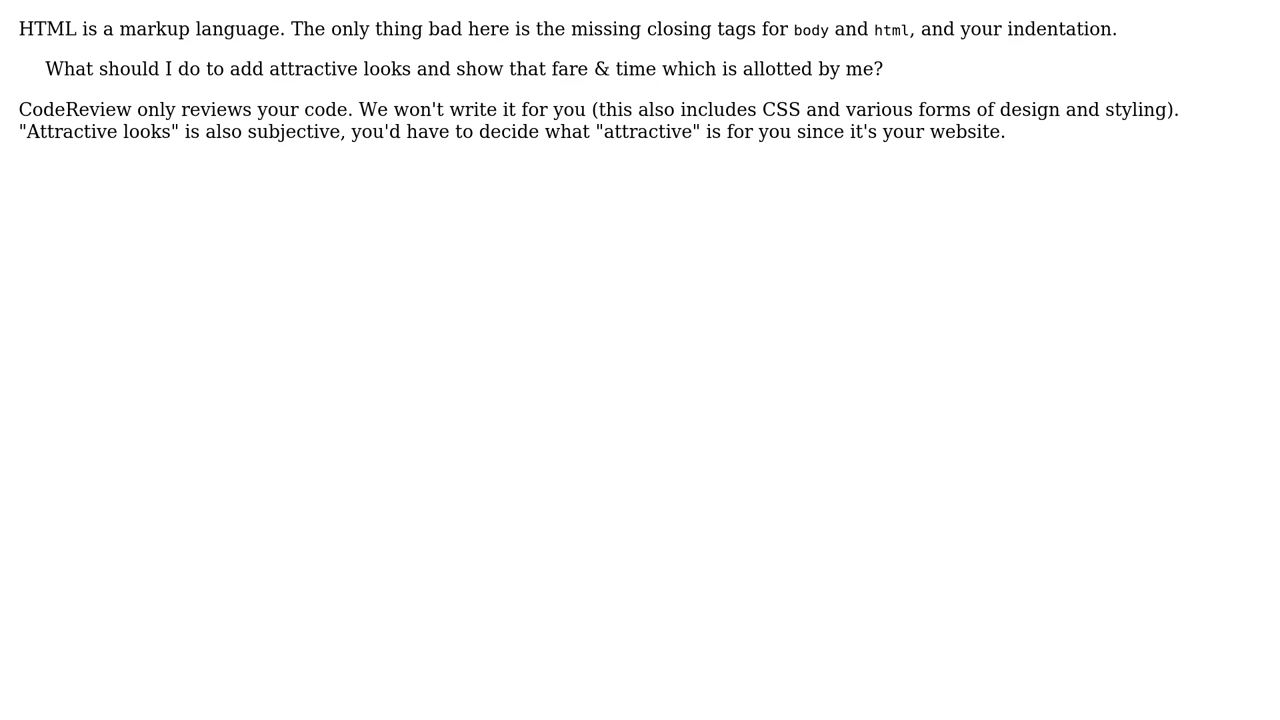 HTML is a markup language. The only thing bad here is the missing closing tags for body and html, and your indentation.
What should I do to add attractive looks and show that fare & time which is allotted by me?
CodeReview only reviews your code. We won't write it for you (this also includes CSS and various forms of design and styling).
"Attractive looks" is also subjective, you'd have to decide what "attractive" is for you since it's your website.